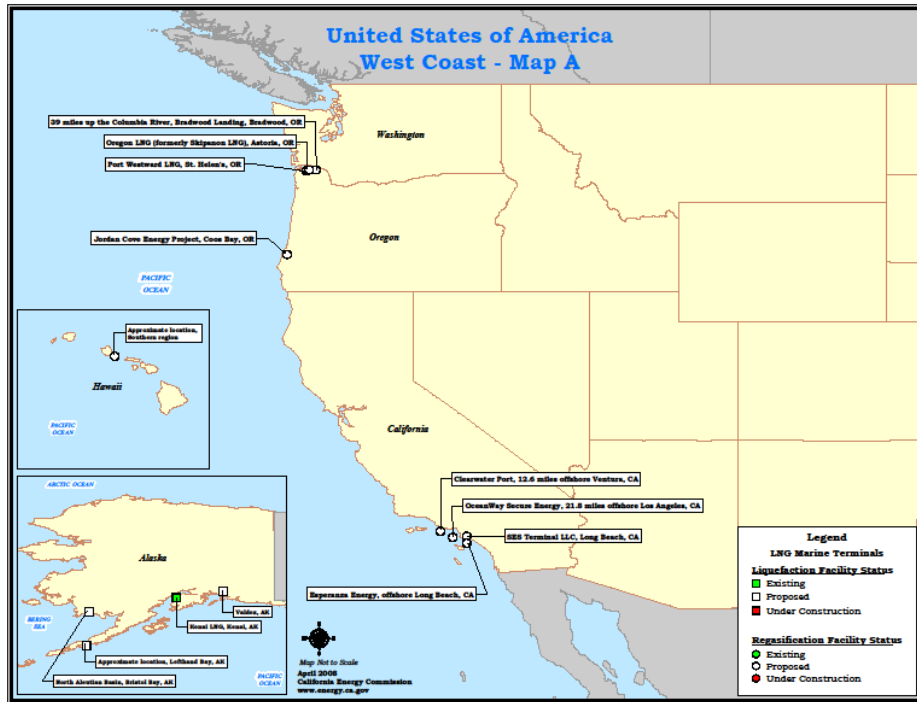 United States of America
West Coast - Map A
39 miles up the Columbia River, Bradwood Landing, Bradwood, OR
Washington
Oregon LNG (formerly Skipanon LNG), Astoria, OR
Port Westward LNG, St. Helen's, OR
Jordan Cove Energy Project, Coos Bay, OR
Oregon
PACIFIC
OCEAN
Approximate location,
Southern region
Hawaii
PACIFIC
OCEAN
California
Clearwater Port, 12.6 miles offshore Ventura, CA
OceanWay Secure Energy, 21.8 miles offshore Los Angeles, CA
SES Terminal LLC, Long Beach, CA
Esperanza Energy, offshore Long Beach, CA
ARCTIC OCEAN
Alaska
BERING
SEA
Valdez, AK
Kenai LNG, Kenai, AK
Approximate location, Lofthand Bay, AK
North Aleutian Basin, Bristol Bay, AK
PACIFIC
OCEAN
Map Not to Scale
April 2008
California Energy Commission
www.energy.ca.gov
Legend
LNG Marine Terminals
Liquefaction Facility Status
Existing
Proposed
Under Construction
Regasification Facility Status
Existing
Proposed
Under Construction